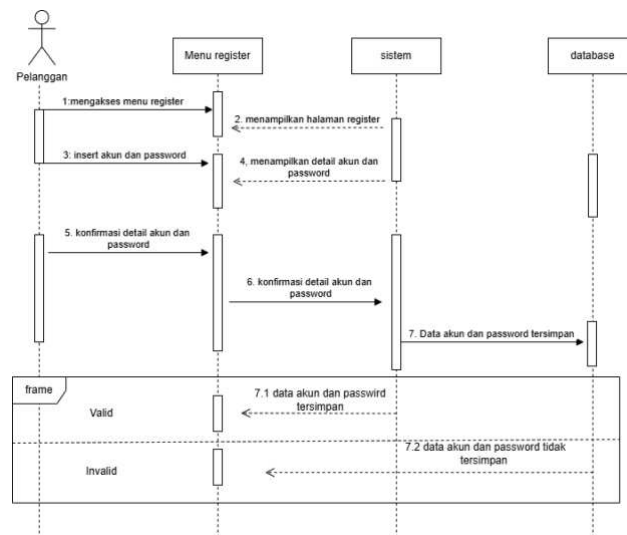 Pelanggan
Menu register
sistem
database
1:mengakses menu register
2. menampilkan halaman register
3: insert akun dan password
4, menampilkan detail akun dan
password
5. konfirmasi detail akun dan
password
6. konfirmasi detail akun dan
password
7. Data akun dan password tersimpan
frame
Valid
7.1 data akun dan passwird
tersimpan
7.2 data akun dan password tidak
tersimpan
Invalid